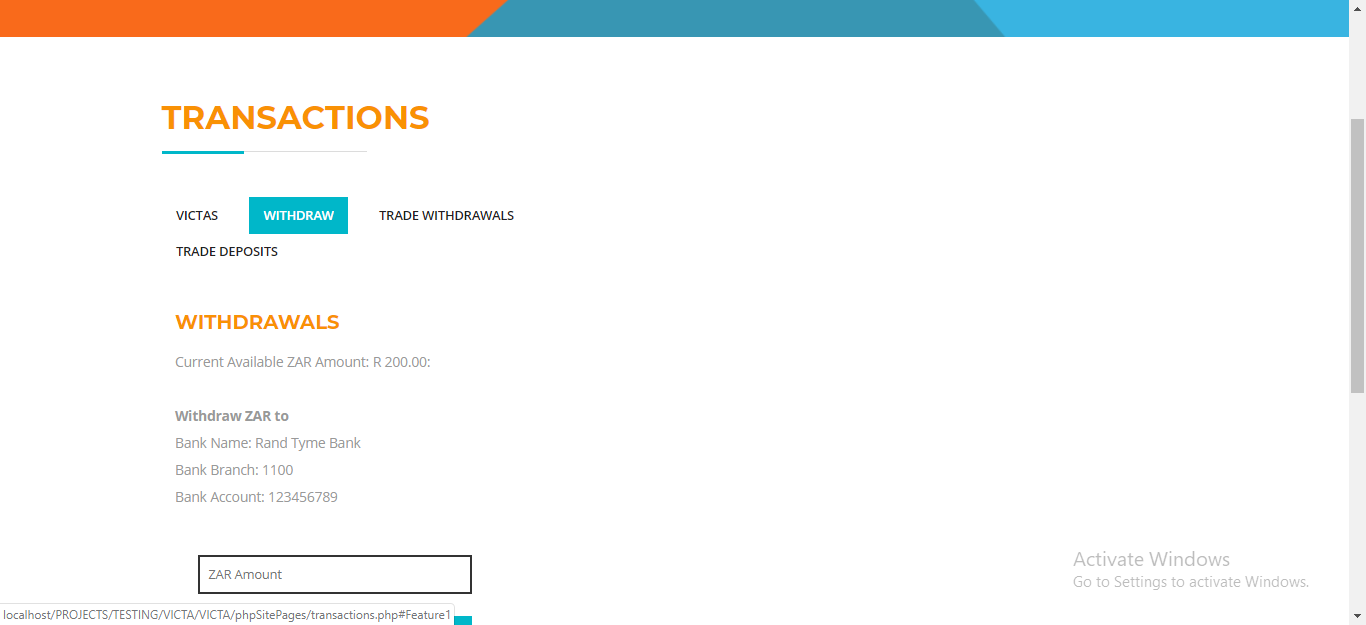 TRANSACTIONS
VICTAS WITHDRAW TRADE WITHDRAWALS
TRADE DEPOSITS
WITHDRAWALS
Current Available ZAR Amount: R 200.00:
Withdraw ZAR to
Bank Name: Rand Tyme Bank
Bank Branch: 1100
Bank Account: 123456789
ZAR Amount
Activate Windows
Go to Settings to activate Windows.
localhost/PROJECTS/TESTING/VICTA/VICTA/phpSitePages/transactions.php#Feature1